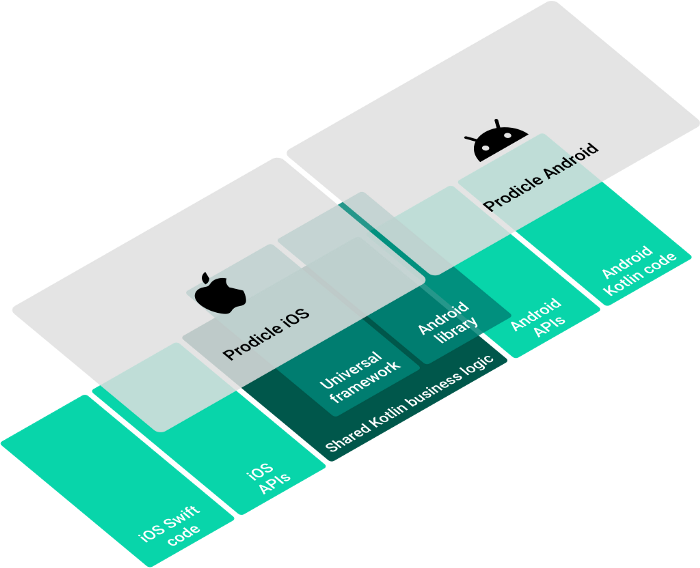 Prodicle Android
Prodicle iOS
Android
Kotlin code
Android
APIs
Android
library
Universal
framework
Shared Kotlin business logic
iOS
APIs
iOS Swift
code